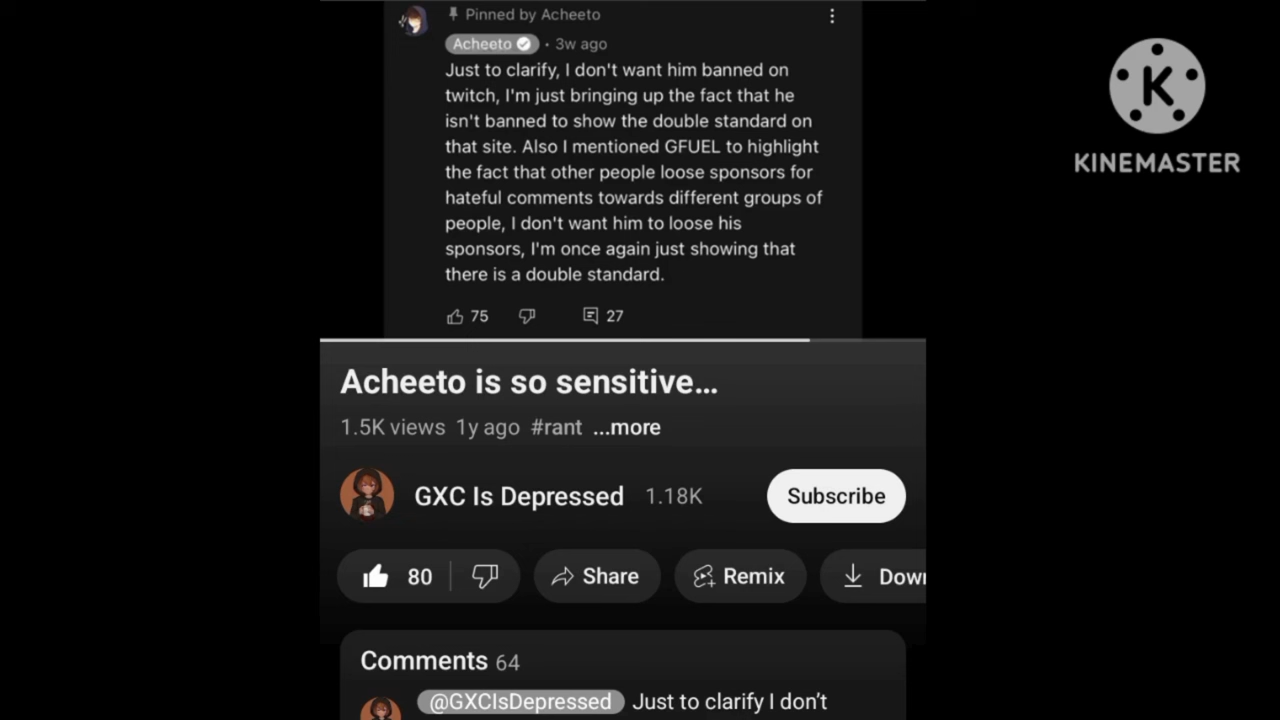 Pinned by Acheeto
Acheeto • 3w ago
Just to clarify, I don't want him banned on
twitch, I'm just bringing up the fact that he
isn't banned to show the double standard on
that site. Also I mentioned GFUEL to highlight
the fact that other people loose sponsors for
hateful comments towards different groups of
people, I don't want him to loose his
sponsors, I'm once again just showing that
there is a double standard.
75 27
K
KINEMASTER
Acheeto is so sensitive...
1.5K views 1y ago #rant ...more
GXC Is Depressed 1.18K Subscribe
80 Share Remix Down
Comments 64
@GXCIsDepressed Just to clarify I don't